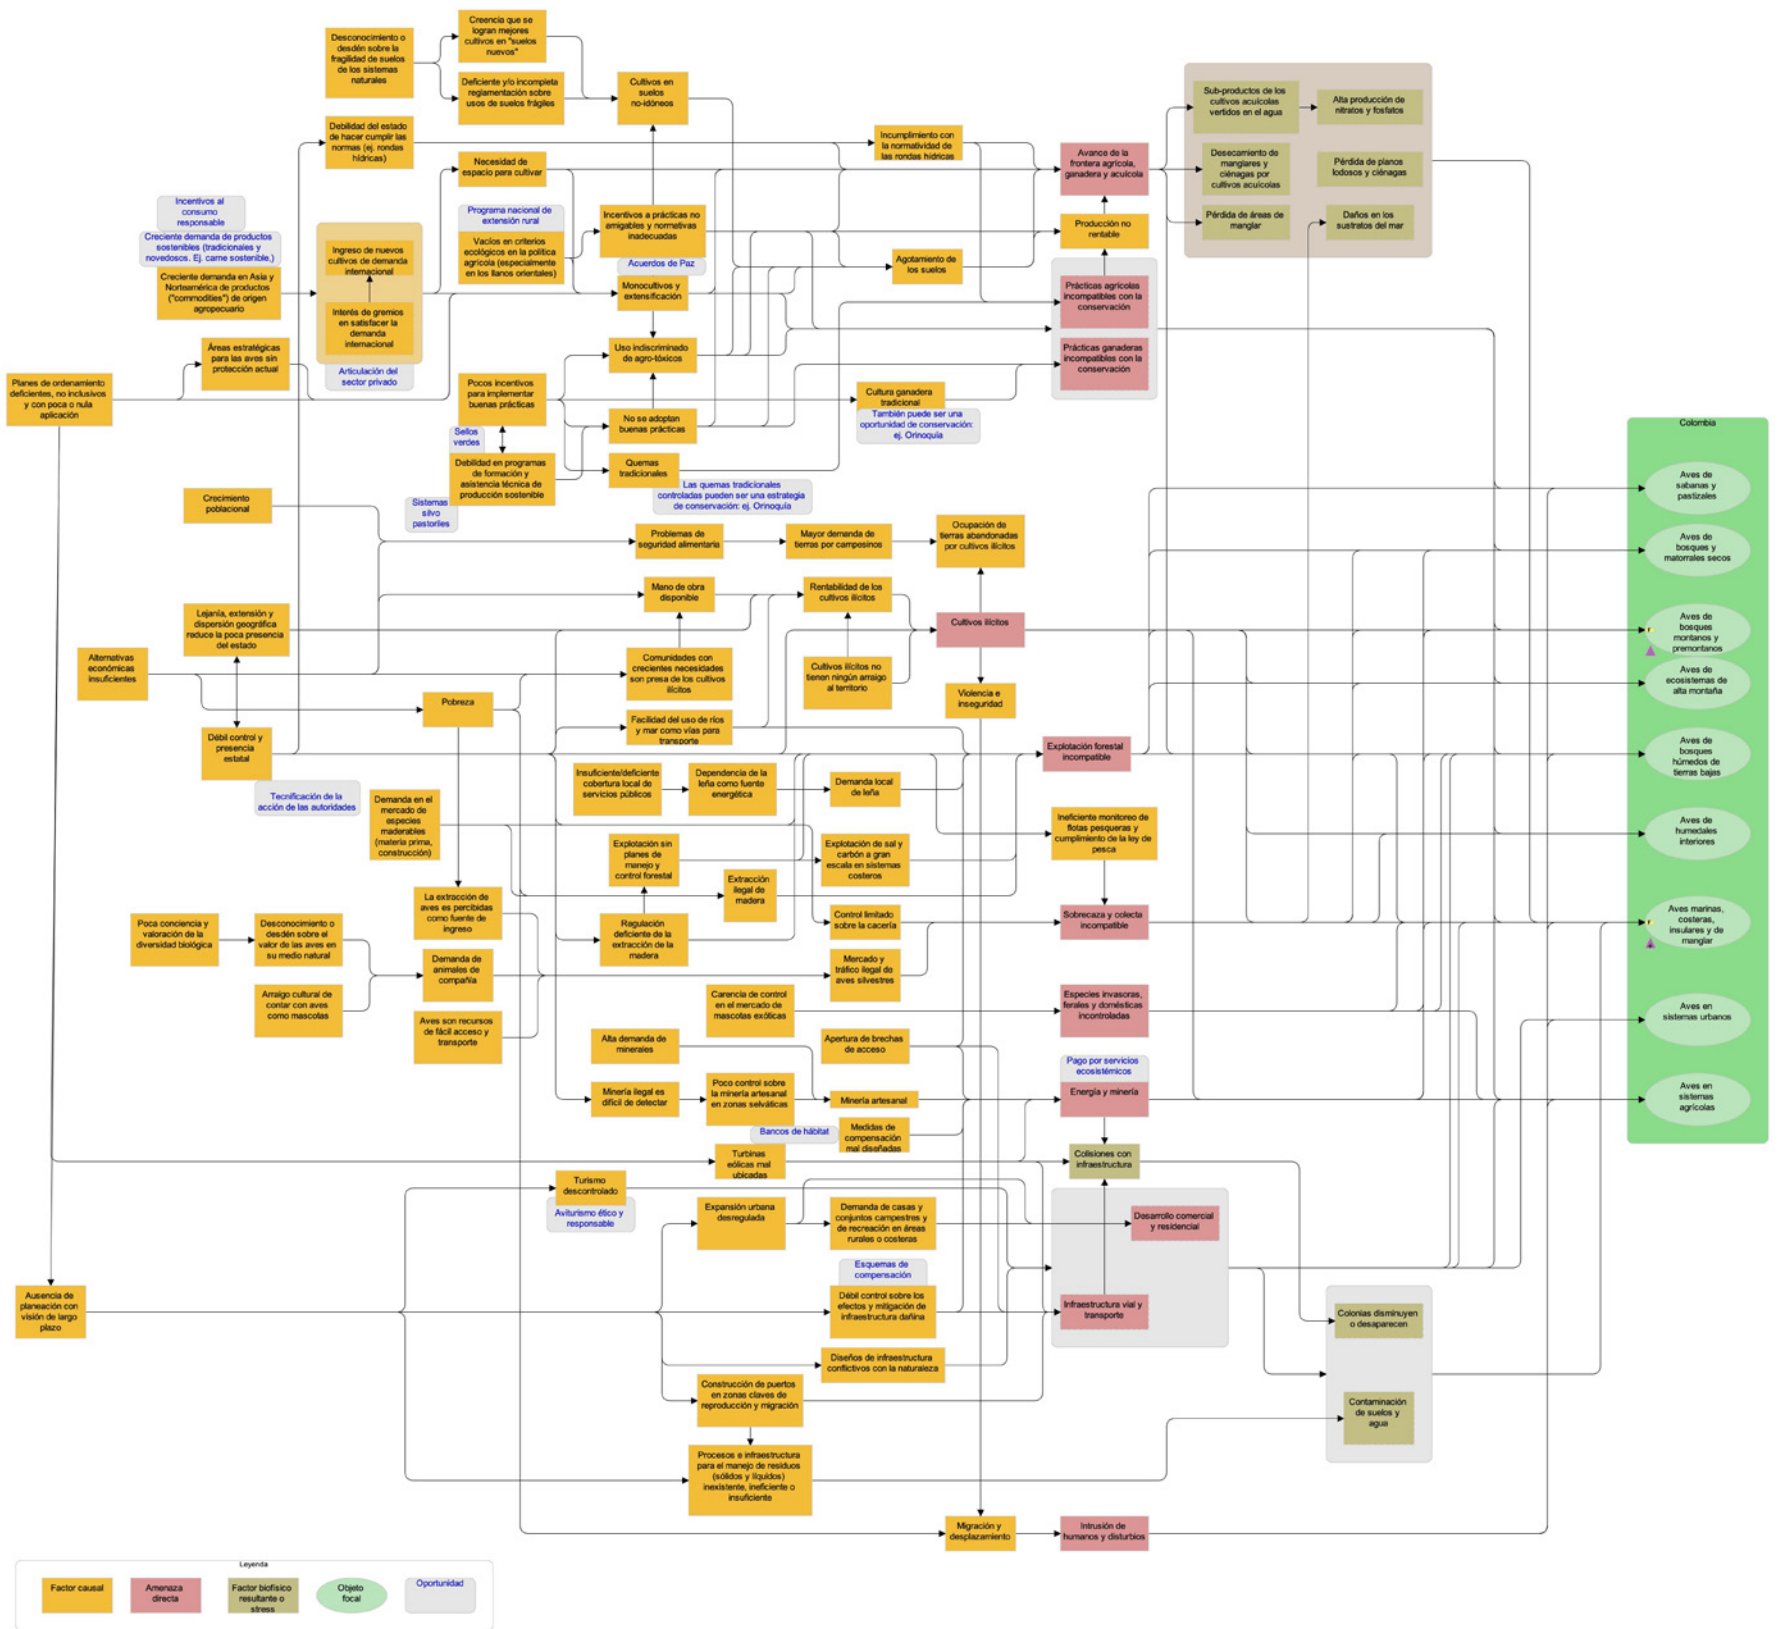 Desconocimiento o
desdén sobre la
fragilidad de suelos
de los sistemas
naturales
Creencia que se
logran mejores
cultivos en "suelos
nuevos"
Deficiente y/o incompleta
reglamentación sobre
usos de suelos frágiles
Cultivos en
suelos
no-idóneos
Debilidad del estado
de hacer cumplir las
normas (ej. rondas
hídricas)
Necesidad de
espacio para cultivar
Incumplimiento con
la normatividad de
las rondas hídricas
Avance de la
frontera agrícola,
ganadera y acuícola
Sub-productos de los
cultivos acuícolas
vertidos en el agua
Alta producción de
nitratos y fosfatos
Desecamiento de
manglares y
ciénagas por
cultivos acuícolas
Pérdida de planos
lodosos y ciénagas
Pérdida de áreas de
manglar
Daños en los
sustratos del mar
Incentivos al
consumo
responsable
Creciente demanda de productos
sostenibles (tradicionales y
novedosos. Ej. carne sostenible.)
Creciente demanda en Asia y
Norteamérica de productos
("commodities") de origen
agropecuario
Ingreso de nuevos
cultivos de demanda
internacional
Interés de gremios
en satisfacer la
demanda
internacional
Articulación del
sector privado
Programa nacional de
extensión rural
Vacíos en criterios
ecológicos en la política
agrícola (especialmente
en los llanos orientales)
Incentivos a prácticas no
amigables y normativas
inadecuadas
Acuerdos de Paz
Monocultivos y
extensificación
Agotamiento de
los suelos
Producción no
rentable
Prácticas agrícolas
incompatibles con la
conservación
Prácticas ganaderas
incompatibles con la
conservación
Áreas estratégicas
para las aves sin
protección actual
Planes de ordenamiento
deficientes, no inclusivos
y con poca o nula
aplicación
Uso indiscriminado
de agro-tóxicos
Pocos incentivos
para implementar
buenas prácticas
No se adoptan
buenas prácticas
Cultura ganadera
tradicional
También puede ser una
oportunidad de conservación:
ej. Orinoquía
Sellos
verdes
Debilidad en programas
de formación y
asistencia técnica de
producción sostenible
Quemas
tradicionales
Las quemas tradicionales
controladas pueden ser una estrategia
de conservación: ej. Orinoquía
Sistemas
silvo
pastoriles
Crecimiento
poblacional
Problemas de
seguridad alimentaria
Mayor demanda de
tierras por campesinos
Ocupación de
tierras abandonadas
por cultivos ilícitos
Mano de obra
disponible
Rentabilidad de los
cultivos ilícitos
Cultivos ilícitos
Lejanía, extensión y
dispersión geográfica
reduce la poca presencia
del estado
Alternativas
económicas
insuficientes
Comunidades con
crecientes necesidades
son presa de los cultivos
ilícitos
Cultivos ilícitos no
tienen ningún arraigo
al territorio
Violencia e
inseguridad
Pobreza
Facilidad del uso de ríos
y mar como vías para
transporte
Débil control y
presencia
estatal
Tecnificación de la
acción de las autoridades
Explotación forestal
incompatible
Insuficiente/deficiente
cobertura local de
servicios públicos
Dependencia de la
leña como fuente
energética
Demanda local
de leña
Demanda en el
mercado de
especies
maderables
(materia prima,
construcción)
Ineficiente monitoreo de
flotas pesqueras y
cumplimiento de la ley de
pesca
Explotación sin
planes de
manejo y
control forestal
Explotación de sal y
carbón a gran
escala en sistemas
costeros
Extracción
ilegal de
madera
La extracción de
aves es percibidas
como fuente de
ingreso
Regulación
deficiente de la
extracción de la
madera
Control limitado
sobre la cacería
Sobrecaza y colecta
incompatible
Poca conciencia y
valoración de la
diversidad biológica
Desconocimiento o
desdén sobre el
valor de las aves en
su medio natural
Demanda de
animales de
compañía
Mercado y
tráfico ilegal de
aves silvestres
Arraigo cultural de
contar con aves
como mascotas
Aves son recursos
de fácil acceso y
transporte
Carencia de control
en el mercado de
mascotas exóticas
Especies invasoras,
ferales y domésticas
incontroladas
Alta demanda de
minerales
Apertura de brechas
de acceso
Pago por servicios
ecosistémicos
Energía y minería
Minería ilegal es
difícil de detectar
Poco control sobre
la minería artesanal
en zonas selváticas
Minería artesanal
Bancos de hábitat
Medidas de
compensación
mal diseñadas
Turbinas
eólicas mal
ubicadas
Colisiones con
infraestructura
Turismo
descontrolado
Aviturismo ético y
responsable
Expansión urbana
desregulada
Demanda de casas y
conjuntos campestres y
de recreación en áreas
rurales o costeras
Desarrollo comercial
y residencial
Esquemas de
compensación
Débil control sobre los
efectos y mitigación de
infraestructura dañina
Infraestructura vial y
transporte
Ausencia de
planeación con
visión de largo
plazo
Diseños de infraestructura
conflictivos con la naturaleza
Construcción de puertos
en zonas claves de
reproducción y migración
Procesos e infraestructura
para el manejo de residuos
(sólidos y líquidos)
inexistente, ineficiente o
insuficiente
Colonias disminuyen
o desaparecen
Contaminación
de suelos y
agua
Migración y
desplazamiento
Intrusión de
humanos y disturbios
Colombia
Aves de
sabanas y
pastizales
Aves de
bosques y
matorrales secos
Aves de
bosques
montanos y
premontanos
Aves de
ecosistemas de
alta montaña
Aves de
bosques
húmedos de
tierras bajas
Aves de
humedales
interiores
Aves marinas,
costeras,
insulares y de
manglar
Aves en
sistemas urbanos
Aves en
sistemas
agrícolas
Leyenda
Factor causal
Amenaza
directa
Factor biofísico
resultante o
stress
Objeto
focal
Oportunidad